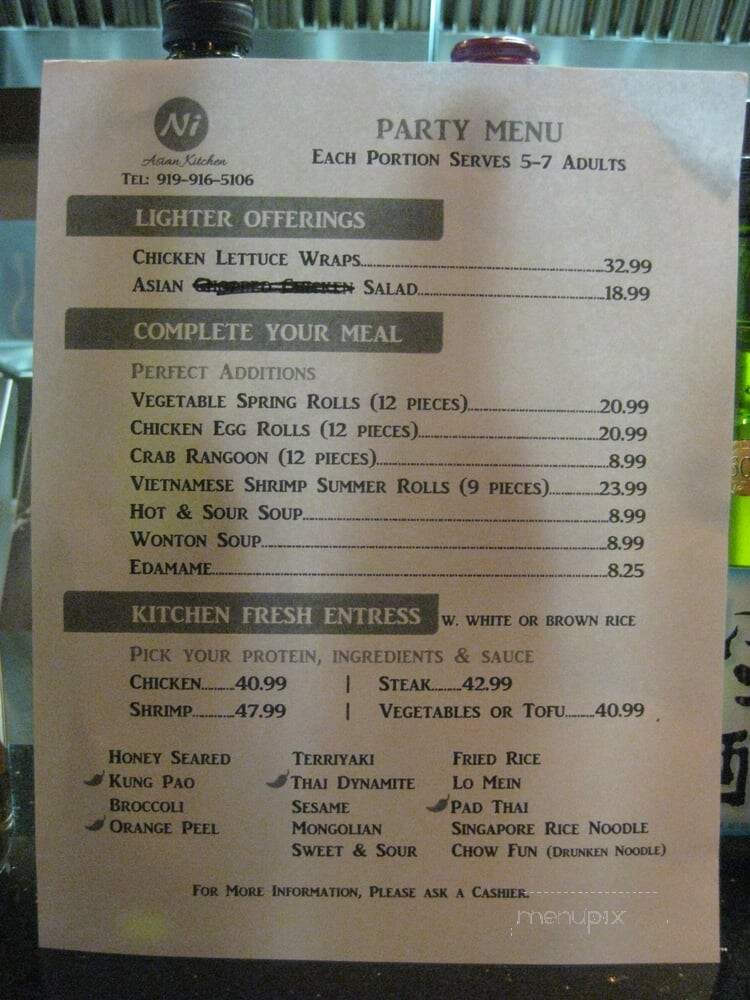 Ni
Asian Kitchen
TEL: 919-916-5106
PARTY MENU
EACH PORTION SERVES 5-7 ADULTS
LIGHTER OFFERINGS
CHICKEN LETTUCE WRAPS 32.99
ASIAN CHOPPED CHICKEN SALAD 18.99
COMPLETE YOUR MEAL
PERFECT ADDITIONS
VEGETABLE SPRING ROLLS (12 PIECES) 20.99
CHICKEN EGG ROLLS (12 PIECES) 20.99
CRAB RANGOON (12 PIECES) 8.99
VIETNAMESE SHRIMP SUMMER ROLLS (9 PIECES) 23.99
HOT & SOUR SOUP 8.99
WONTON SOUP 8.99
EDAMAME 8.25
KITCHEN FRESH ENTRESS W. WHITE OR BROWN RICE
PICK YOUR PROTEIN, INGREDIENTS & SAUCE
CHICKEN 40.99 | STEAK 42.99
SHRIMP 47.99 | VEGETABLES OR TOFU 40.99
HONEY SEARED TERRIYAKI FRIED RICE
KUNG PAO THAI DYNAMITE LO MEIN
BROCCOLI SESAME PAD THAI
ORANGE PEEL MONGOLIAN SINGAPORE RICE NOODLE
SWEET & SOUR CHOW FUN (DRUNKEN NOODLE)
FOR MORE INFORMATION, PLEASE ASK A CASHIER.
menupix